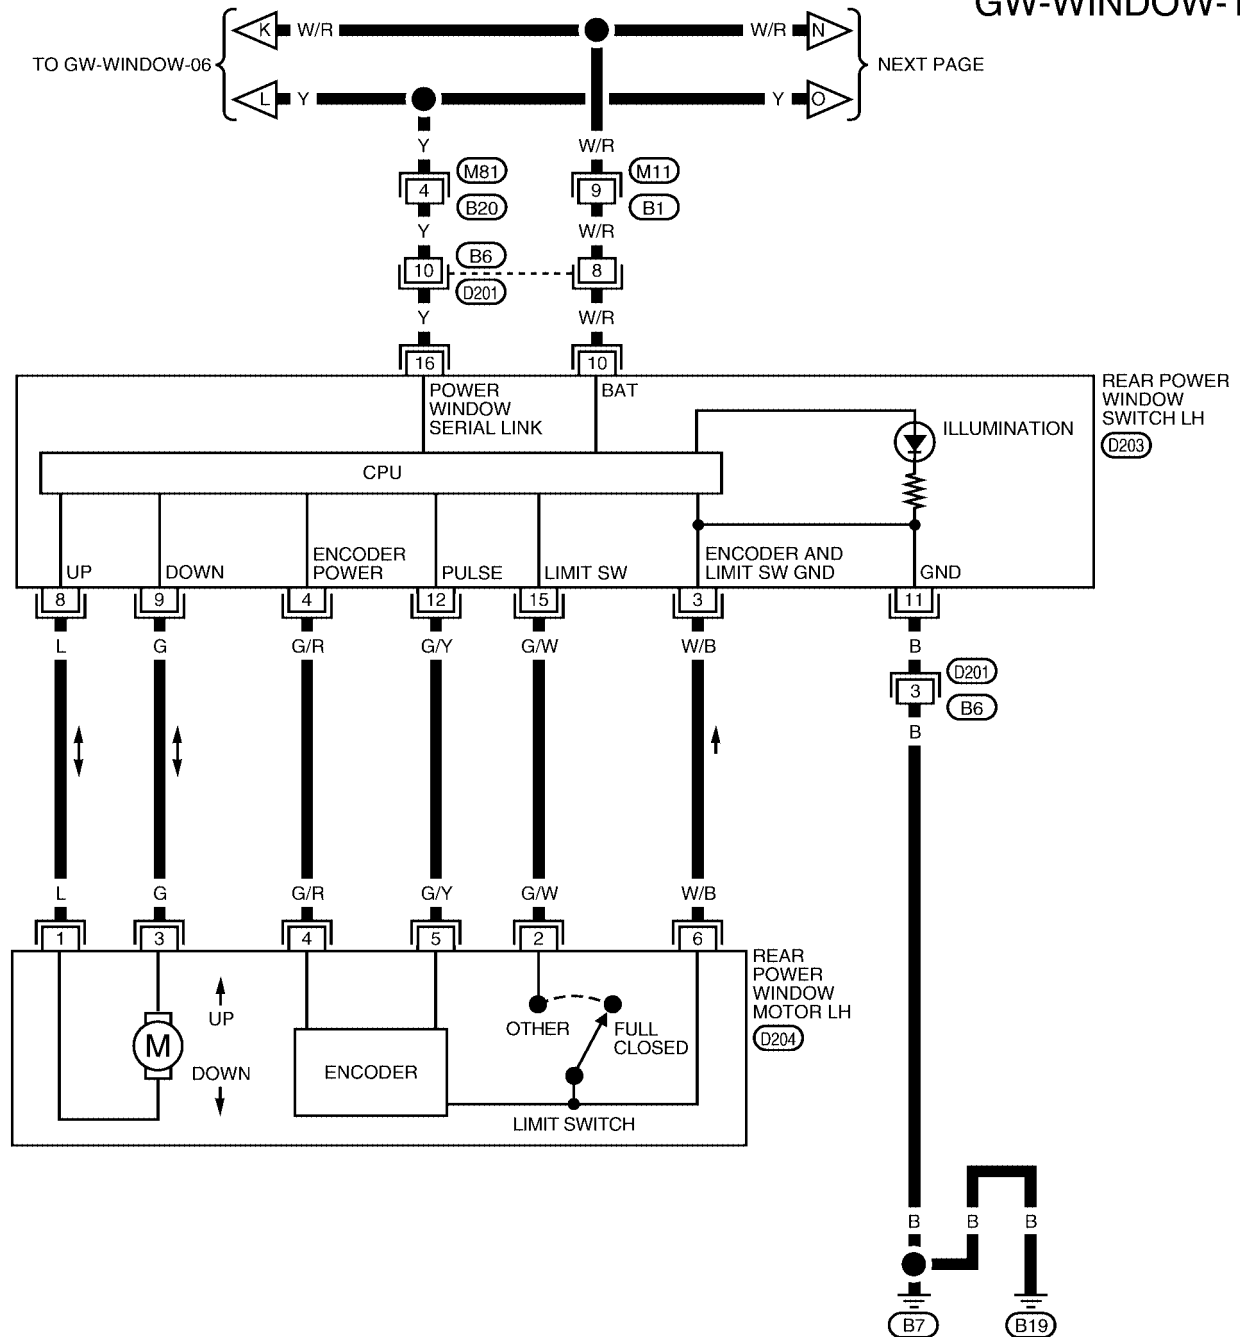 GW-WINDOW-1
K W/R W/R N
TO GW-WINDOW-06 NEXT PAGE
L Y Y O
Y W/R
M81 M11
4 9
B20 B1
Y W/R
B6
10 8
D201
Y W/R
16 10
POWER
WINDOW
SERIAL LINK
BAT
REAR POWER
WINDOW
SWITCH LH
D203
ILLUMINATION
CPU
UP
DOWN
ENCODER
POWER
PULSE
LIMIT SW
ENCODER AND
LIMIT SW GND
GND
8 9 4 12 15 3 11
L G G/R G/Y G/W W/B B
D201
3
B6
B
L G G/R G/Y G/W W/B
1 3 4 5 2 6
REAR
POWER
WINDOW
MOTOR LH
D204
UP
M
DOWN
ENCODER
OTHER
FULL
CLOSED
LIMIT SWITCH
B B B
B7 B19